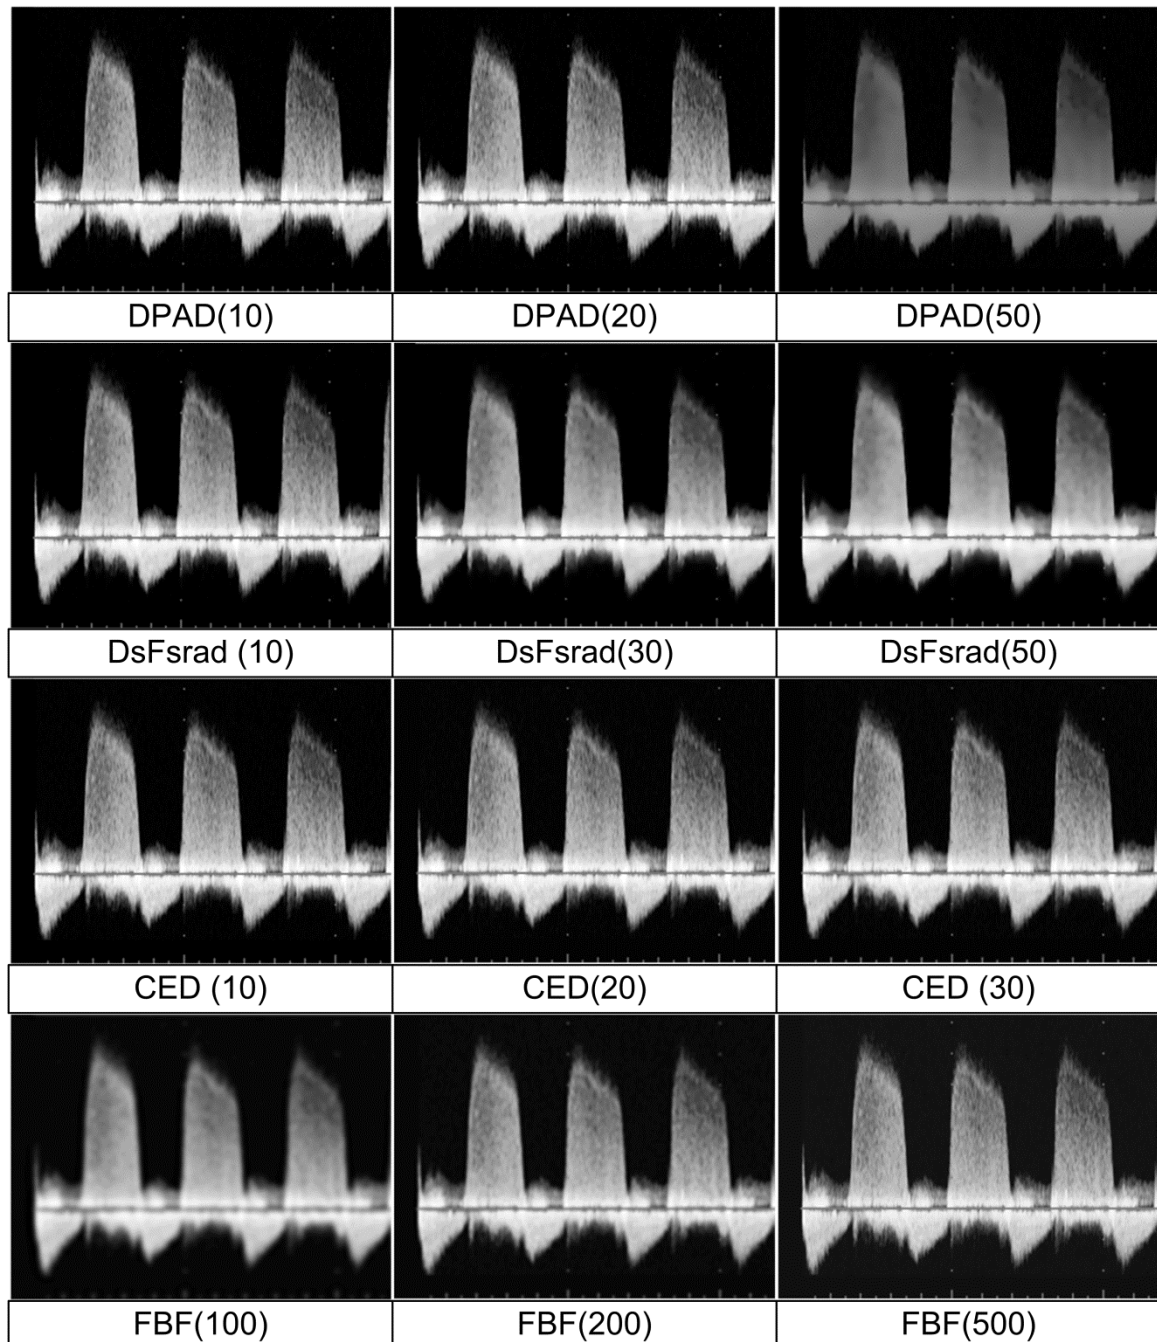 DPAD(10)
DPAD(20)
DPAD(50)
DsFsrad (10)
DsFsrad(30)
DsFsrad(50)
CED (10)
CED(20)
CED (30)
FBF(100)
FBF(200)
FBF(500)